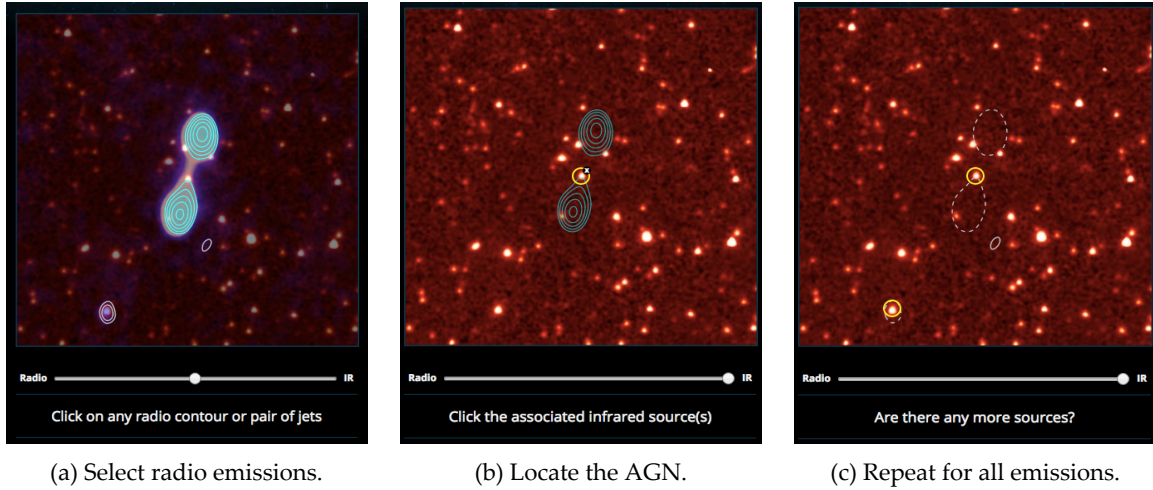 Radio IR
Click on any radio contour or pair of jets
(a) Select radio emissions.
x
Radio IR
Click the associated infrared source(s)
(b) Locate the AGN.
Radio IR
Are there any more sources?
(c) Repeat for all emissions.